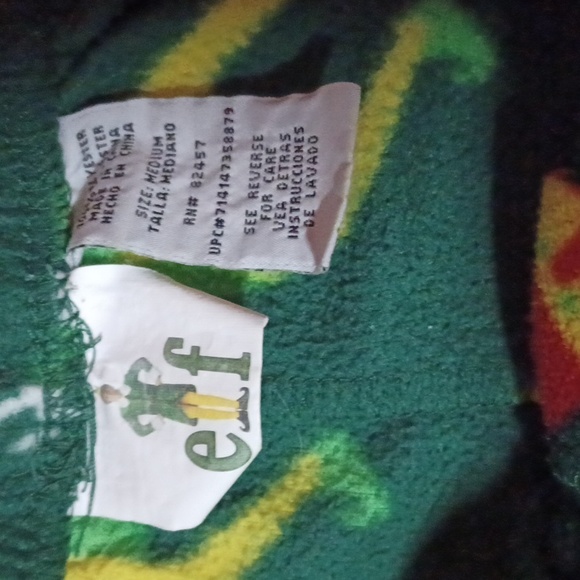 POLYESTER
MADE IN CHINA
HECHO EN CHINA
SIZE: MEDIUM
TALLA: MEDIANO
RN# 82457
UPC#714147358879
SEE REVERSE
FOR CARE
VEA DETRAS
INSTRUCCIONES
DE LAVADO
elf